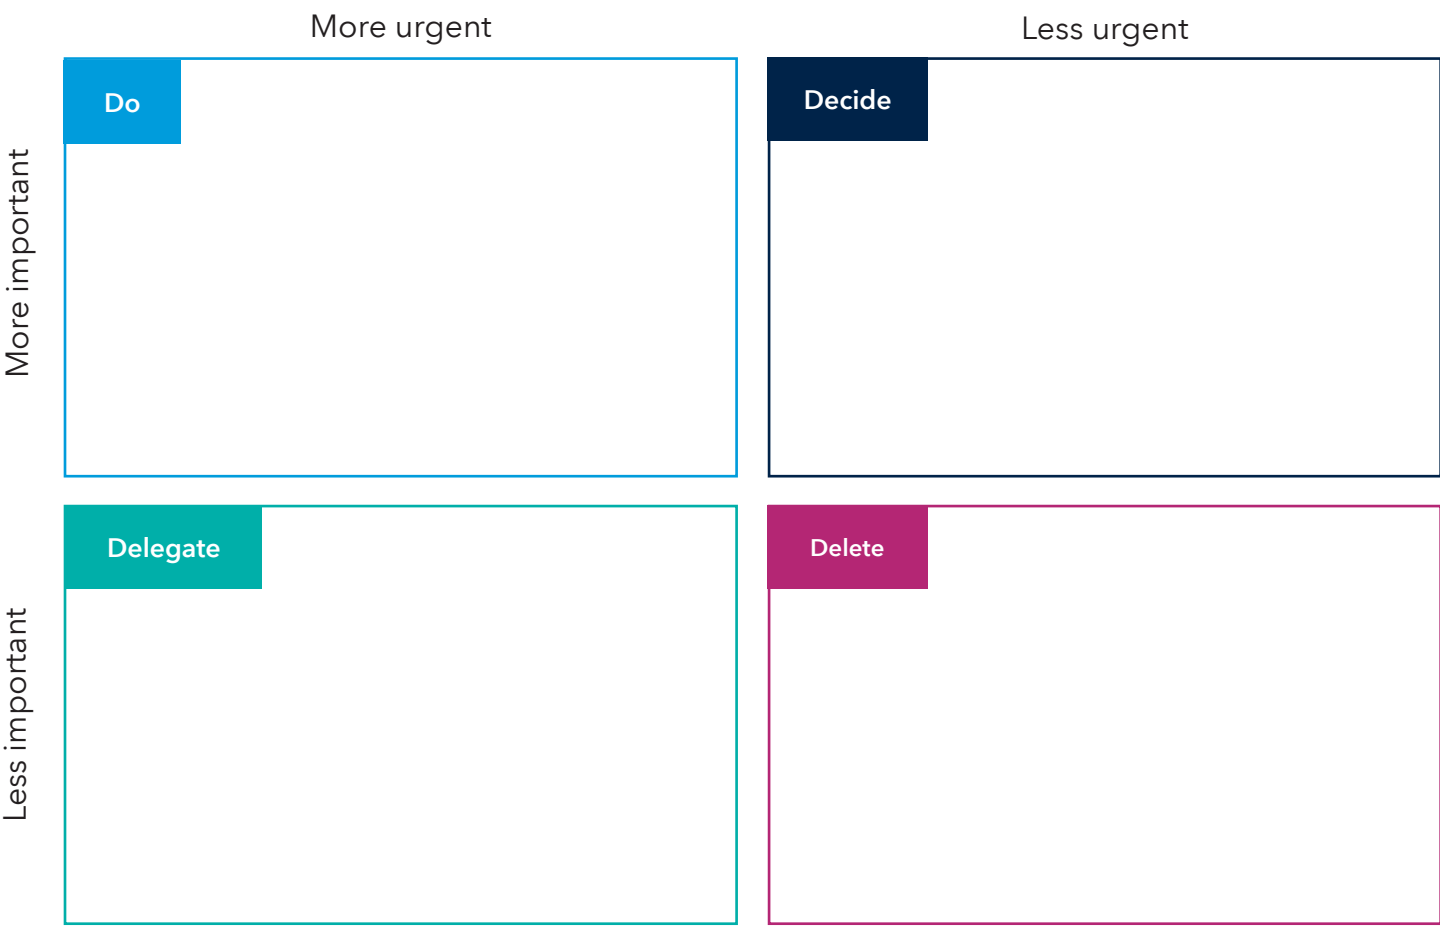 More urgent
Less urgent
More important
Do
Decide
Less important
Delegate
Delete